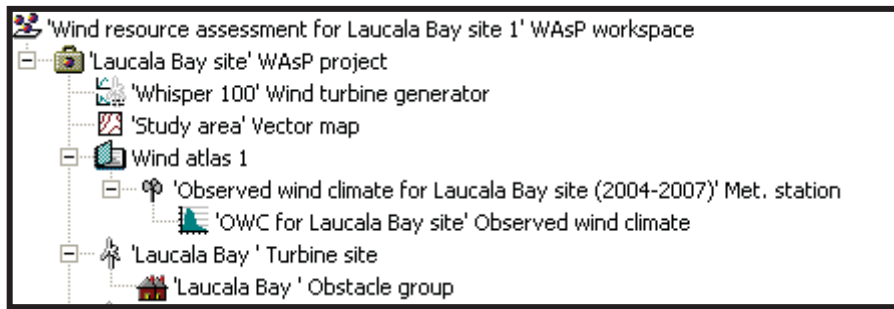 'Wind resource assessment for Laucala Bay site 1' WAsP workspace
'Laucala Bay site' WAsP project
'Whisper 100' Wind turbine generator
'Study area' Vector map
Wind atlas 1
'Observed wind climate for Laucala Bay site (2004-2007)' Met. station
'OWC for Laucala Bay site' Observed wind climate
'Laucala Bay ' Turbine site
'Laucala Bay ' Obstacle group